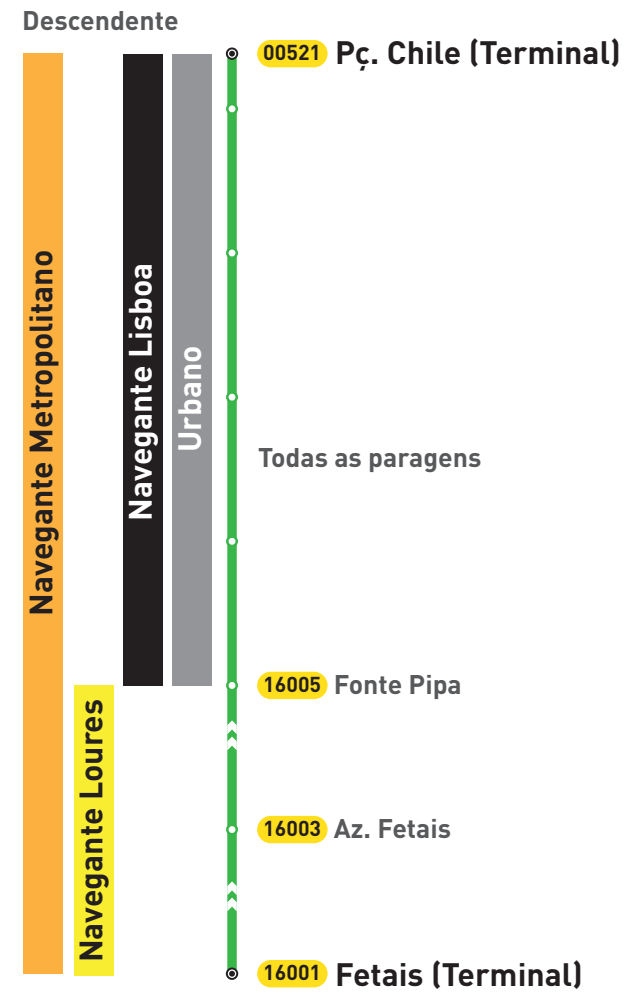 Descendente
00521 Pç. Chile (Terminal)
Navegante Metropolitano
Navegante Lisboa
Urbano
Todas as paragens
16005 Fonte Pipa
Navegante Loures
16003 Az. Fetais
16001 Fetais (Terminal)